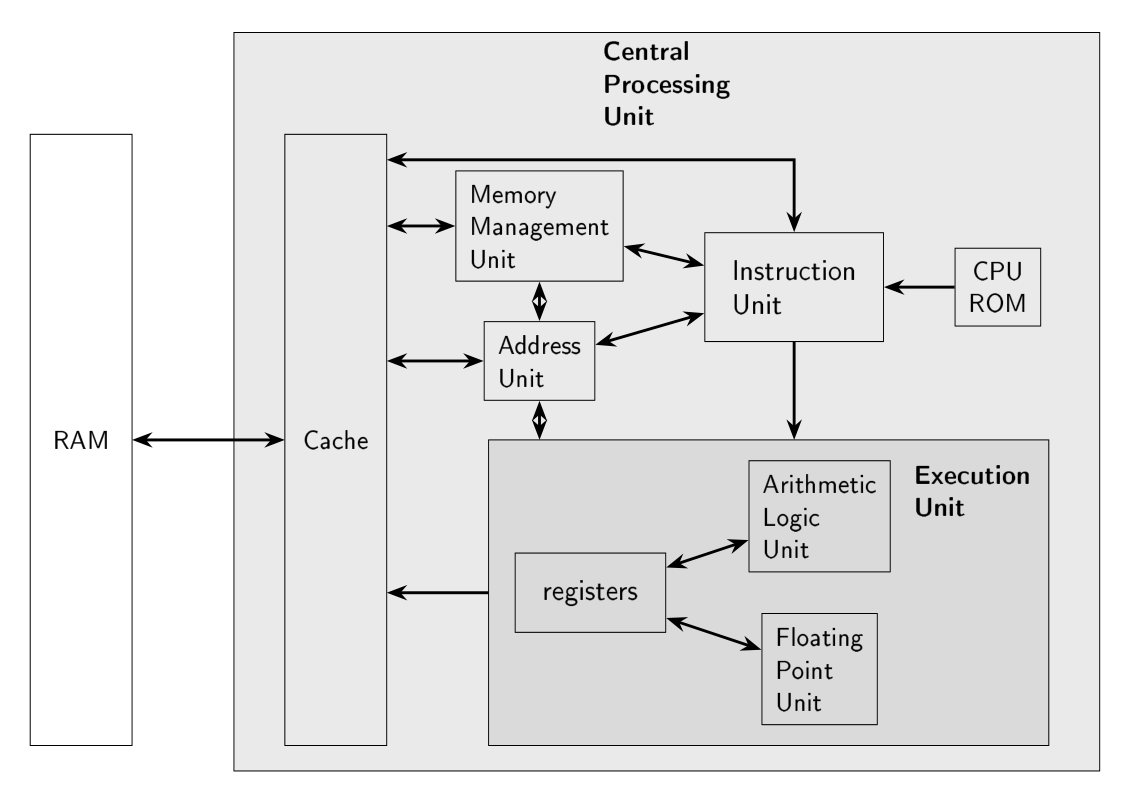 Central
Processing
Unit
Memory
Management
Unit
Instruction
Unit
CPU
ROM
Address
Unit
RAM
Cache
Execution
Unit
Arithmetic
Logic
Unit
registers
Floating
Point
Unit